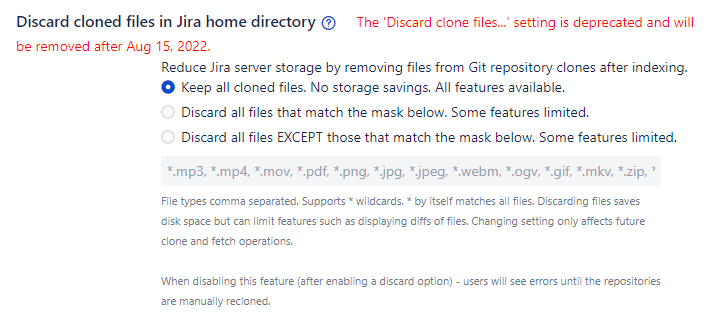 Discard cloned files in Jira home directory The 'Discard clone files...' setting is deprecated and will
be removed after Aug 15, 2022.
Reduce Jira server storage by removing files from Git repository clones after indexing.
Keep all cloned files. No storage savings. All features available.
Discard all files that match the mask below. Some features limited.
Discard all files EXCEPT those that match the mask below. Some features limited.
*.mp3, *.mp4, *.mov, *.pdf, *.png, *.jpg, *.jpeg, *.webm, *.ogv, *.gif, *.mkv, *.zip, *
File types comma separated. Supports * wildcards. * by itself matches all files. Discarding files saves
disk space but can limit features such as displaying diffs of files. Changing setting only affects future
clone and fetch operations.
When disabling this feature (after enabling a discard option) - users will see errors until the repositories
are manually recloned.